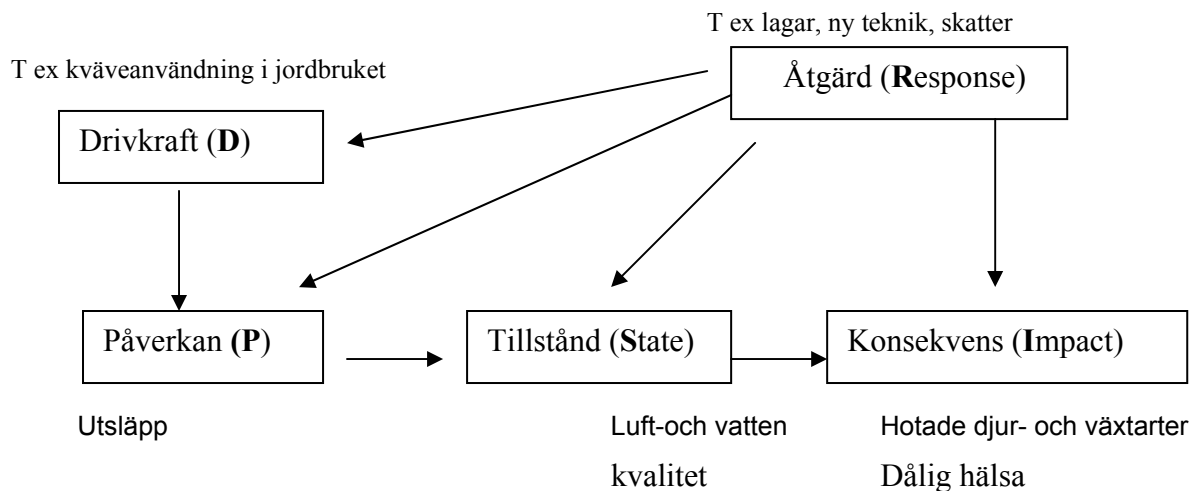 T ex lagar, ny teknik, skatter
T ex kväveanvändning i jordbruket
Åtgärd (Response)
Drivkraft (D)
Påverkan (P)
Tillstånd (State)
Konsekvens (Impact)
Utsläpp
Luft-och vatten
kvalitet
Hotade djur- och växtarter
Dålig hälsa